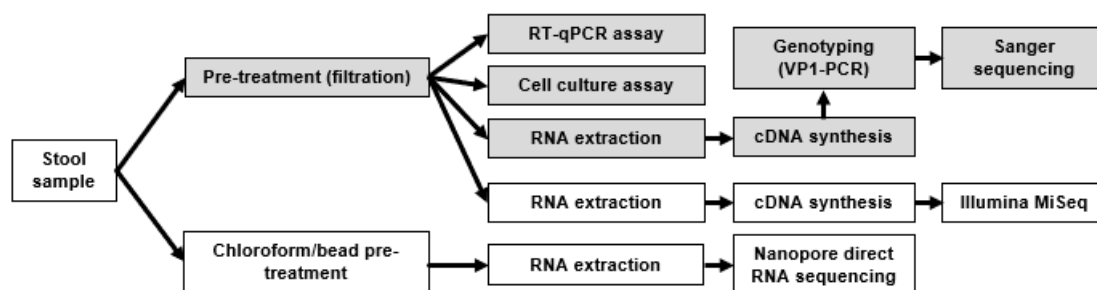 Stool
sample
Pre-treatment (filtration)
RT-qPCR assay
Cell culture assay
RNA extraction
cDNA synthesis
Genotyping
(VP1-PCR)
Sanger
sequencing
RNA extraction
cDNA synthesis
Illumina MiSeq
Chloroform/bead pre-
treatment
RNA extraction
Nanopore direct
RNA sequencing